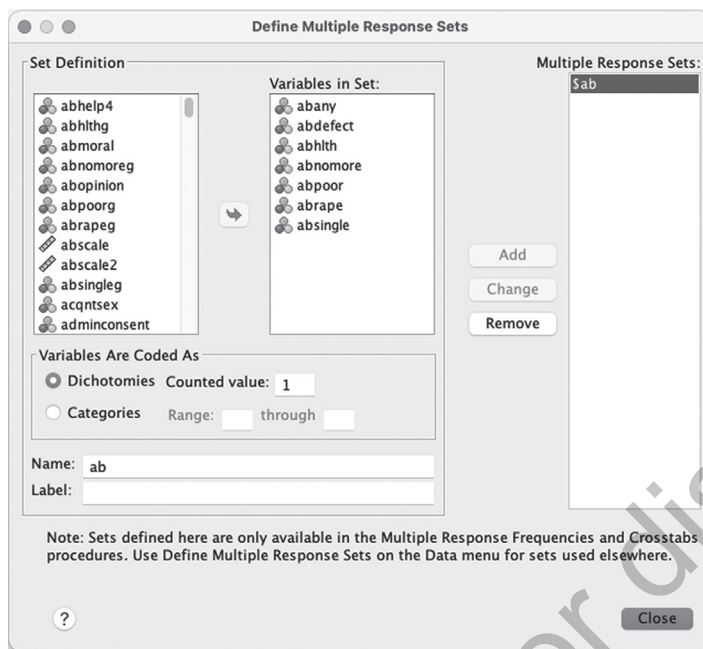 Define Multiple Response Sets
Set Definition
abhelp4
abhlthg
abmoral
abnomoreg
abopinion
abpoorg
abrapeg
abscale
abscale2
absingleg
acqntsex
adminconsent
Variables in Set:
abany
abdefect
abhlth
abnomore
abpoor
abrape
absingle
Variables Are Coded As
Dichotomies Counted value: 1
Categories Range: through
Name: ab
Label:
Multiple Response Sets:
$ab
Add
Change
Remove
Note: Sets defined here are only available in the Multiple Response Frequencies and Crosstabs
procedures. Use Define Multiple Response Sets on the Data menu for sets used elsewhere.
?
Close
or dis